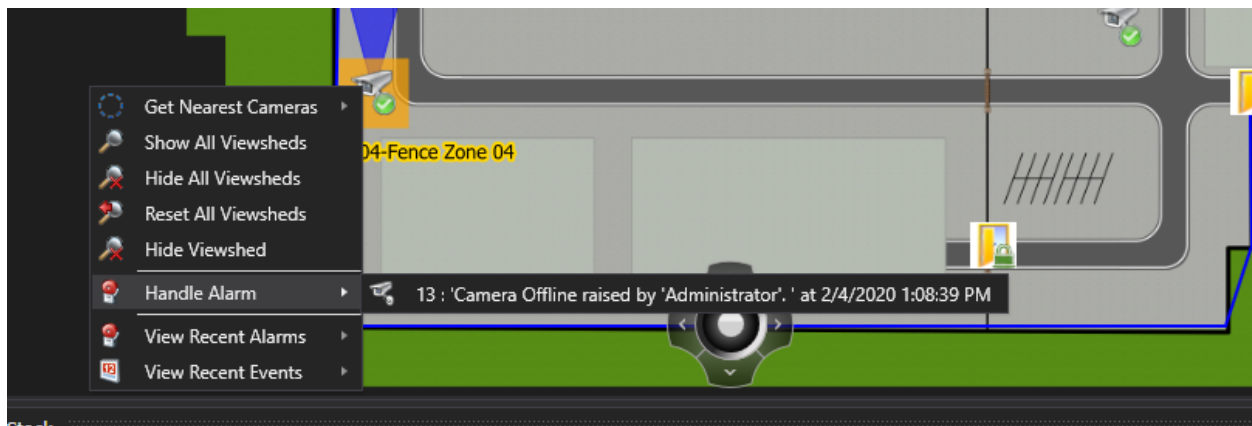 Get Nearest Cameras
Show All Viewsheds
04-Fence Zone 04
Hide All Viewsheds
Reset All Viewsheds
Hide Viewshed
Handle Alarm
13 : 'Camera Offline raised by 'Administrator'. ' at 2/4/2020 1:08:39 PM
View Recent Alarms
12
View Recent Events